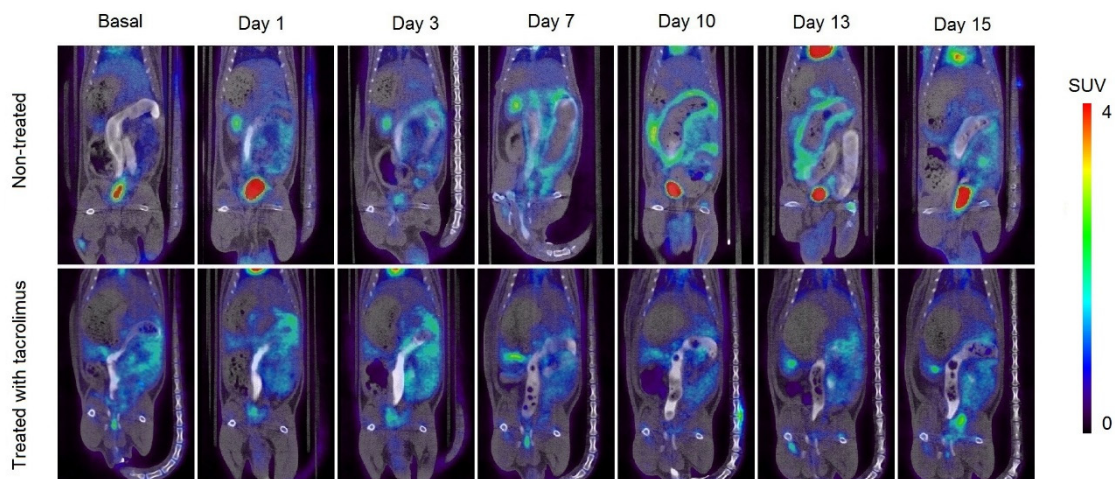 Basal Day 1 Day 3 Day 7 Day 10 Day 13 Day 15
SUV
4
0
Non-treated
Treated with tacrolimus